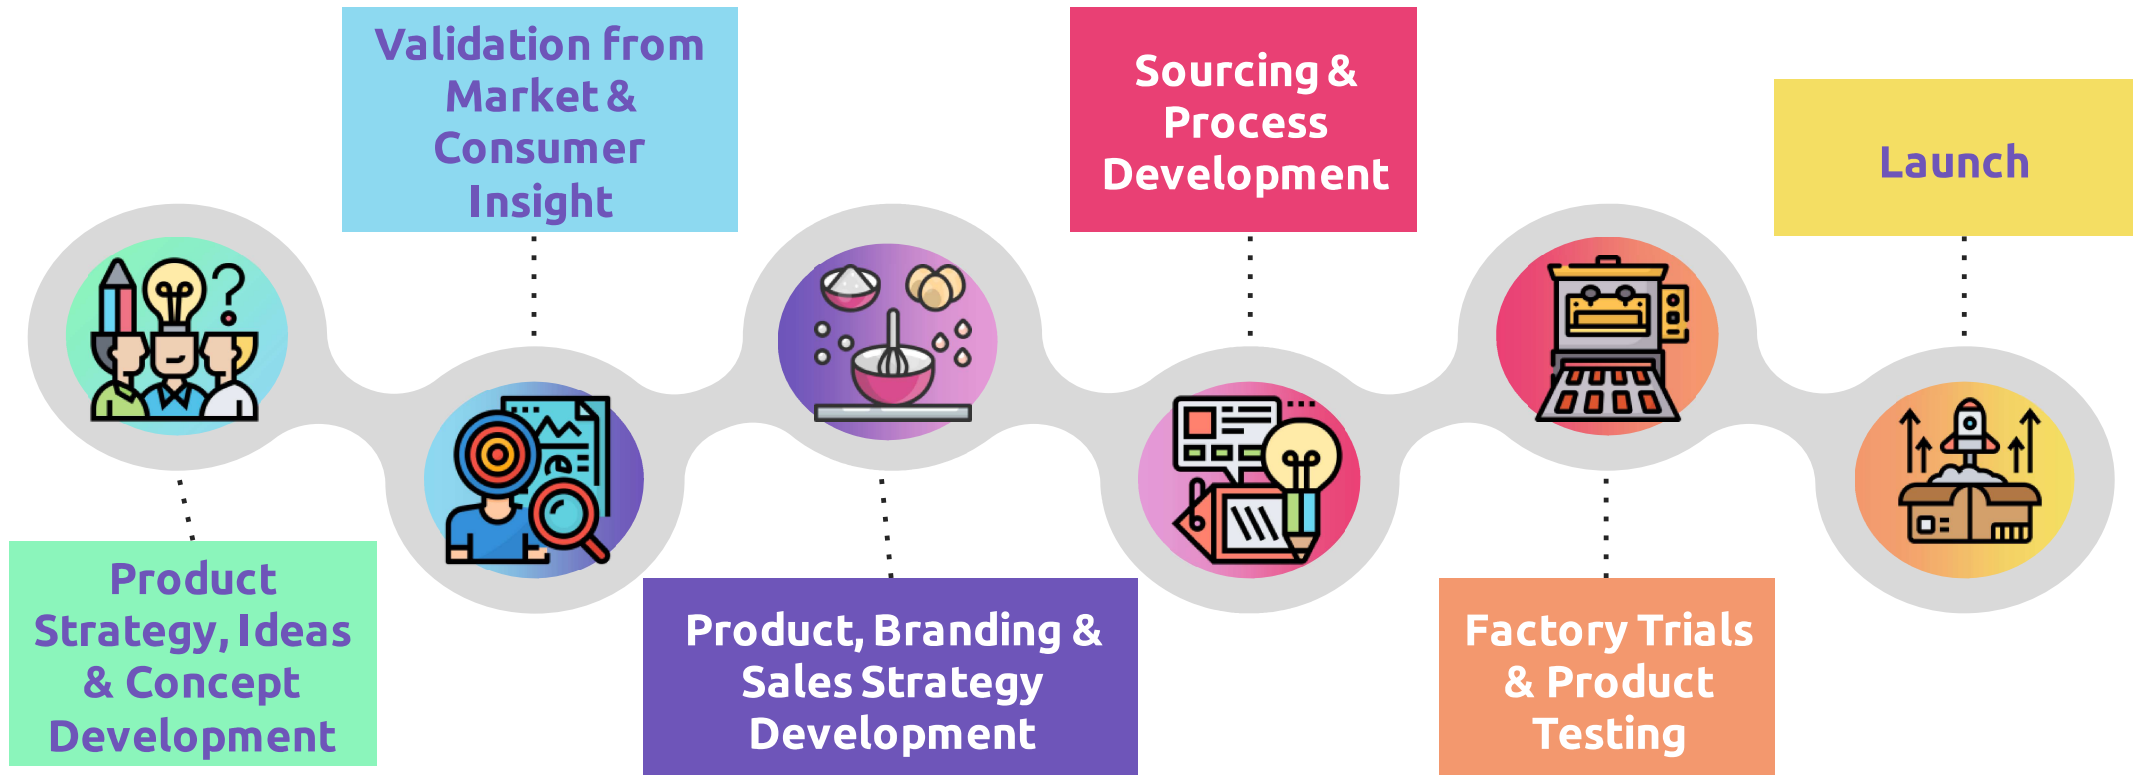 Product
Strategy, Ideas
& Concept
Development
Validation from
Market &
Consumer
Insight
Product, Branding &
Sales Strategy
Development
Sourcing &
Process
Development
Factory Trials
& Product
Testing
Launch